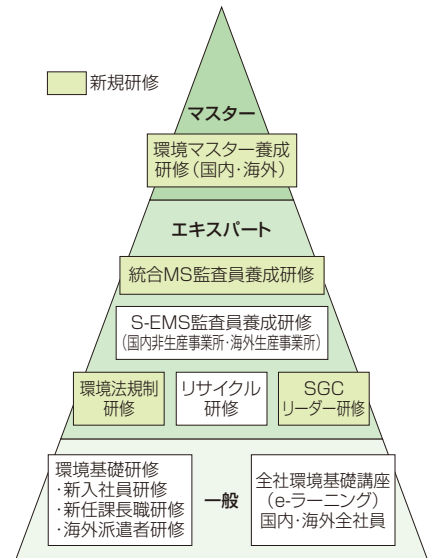 新規研修
マスター
環境マスター養成
研修(国内・海外)
エキスパート
統合MS監査員養成研修
S-EMS監査員養成研修
(国内非生産事業所・海外生産事業所)
環境法規制
研修
リサイクル
研修
SGC
リーダー研修
環境基礎研修
・新入社員研修
・新任課長職研修
・海外派遣者研修
一般
全社環境基礎講座
(e-ラーニング)
国内・海外全社員